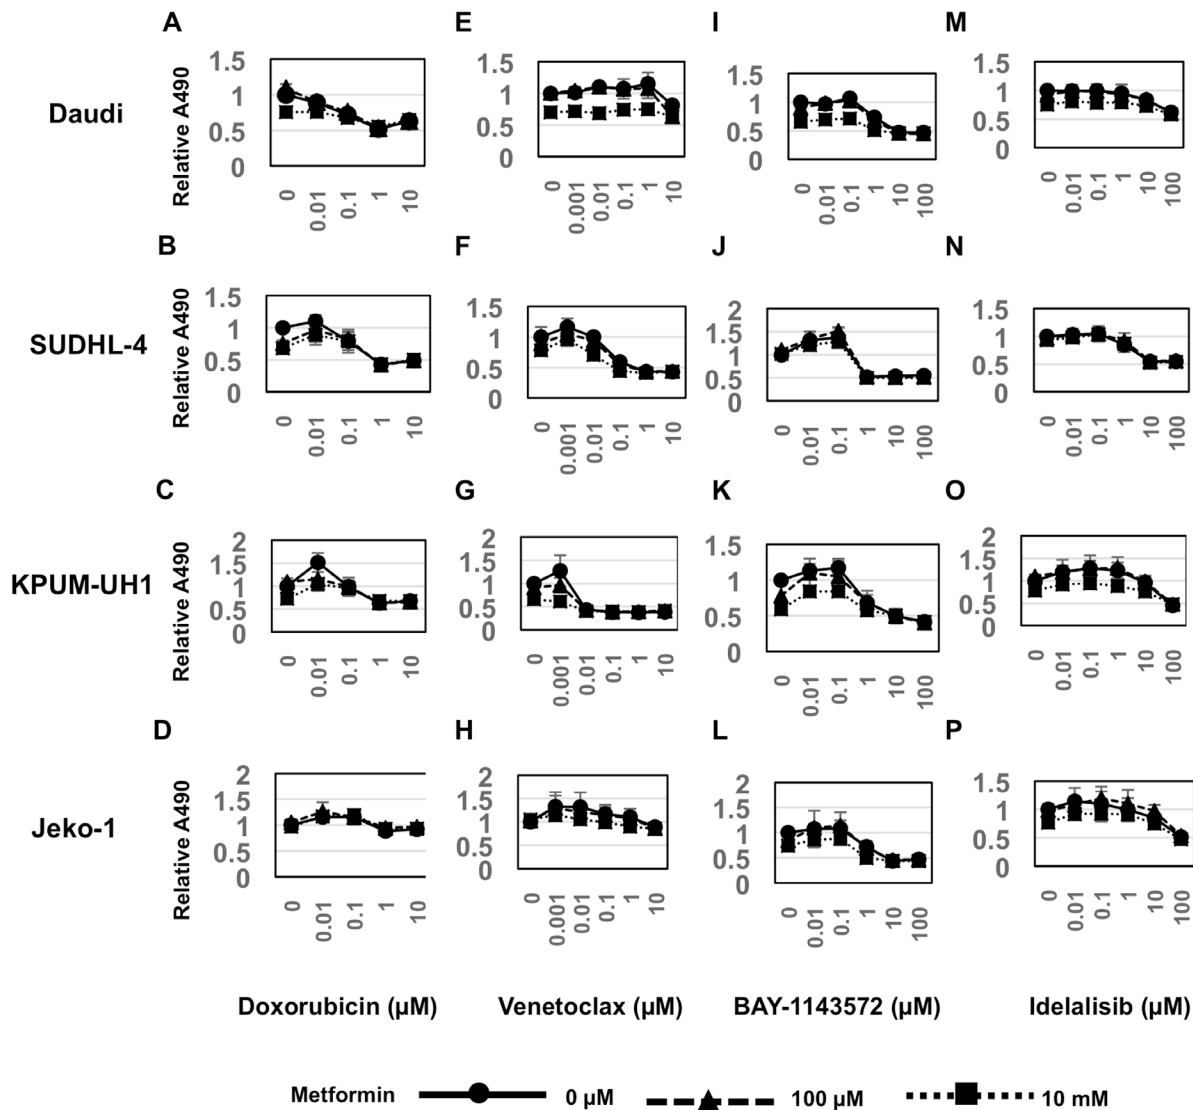 A E I M
Daudi
Relative A490
1.5 1 0.5 0
0 0.01 0.1 1 10
1.5 1 0.5 0
0 0.001 0.01 0.1 1 10
1.5 1 0.5 0
0 0.01 0.1 1 10 100
1.5 1 0.5 0
0 0.01 0.1 1 10 100
B F J N
SUDHL-4
Relative A490
1.5 1 0.5 0
0 0.01 0.1 1 10
1.5 1 0.5 0
0 0.001 0.01 0.1 1 10
2 1.5 1 0.5 0
0 0.01 0.1 1 10 100
1.5 1 0.5 0
0 0.01 0.1 1 10 100
C G K O
KPUM-UH1
Relative A490
2 1.5 1 0.5 0
0 0.01 0.1 1 10
2 1.5 1 0.5 0
0 0.001 0.01 0.1 1 10
1.5 1 0.5 0
0 0.01 0.1 1 10 100
2 1.5 1 0.5 0
0 0.01 0.1 1 10 100
D H L P
Jeko-1
Relative A490
2 1.5 1 0.5 0
0 0.01 0.1 1 10
2 1.5 1 0.5 0
0 0.001 0.01 0.1 1 10
2 1.5 1 0.5 0
0 0.01 0.1 1 10 100
1.5 1 0.5 0
0 0.01 0.1 1 10 100
Doxorubicin (μM) Venetoclax (μM) BAY-1143572 (μM) Idelalisib (μM)
Metformin 0 μM 100 μM 10 mM